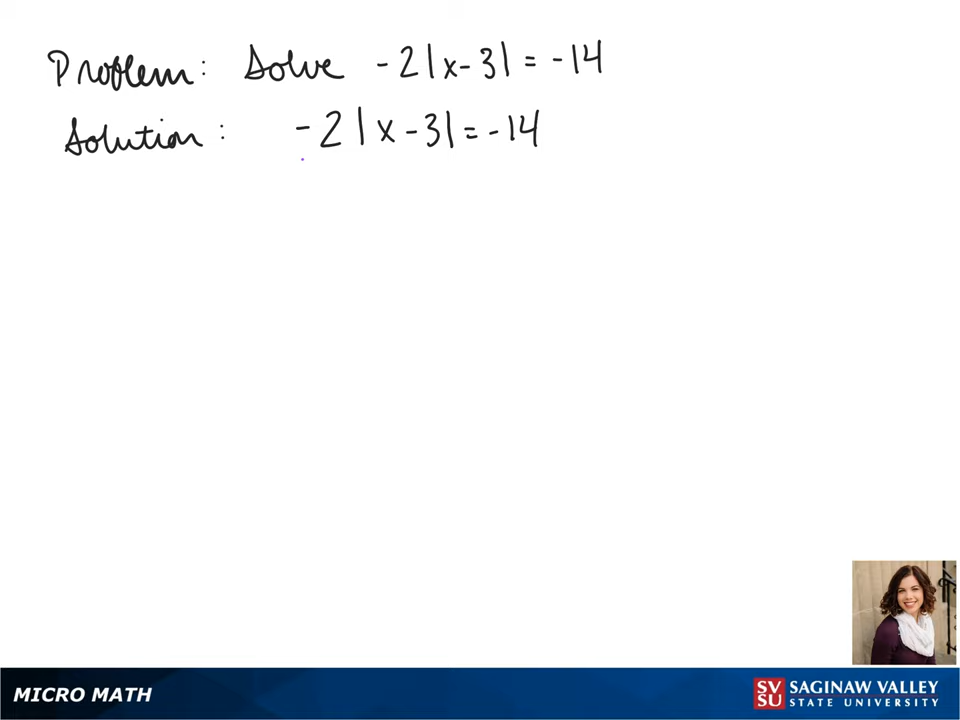 Problem: Solve -2|x-3| = -14
Solution: -2|x-3| = -14
MICRO MATH
SV SU SAGINAW VALLEY
STATE UNIVERSITY